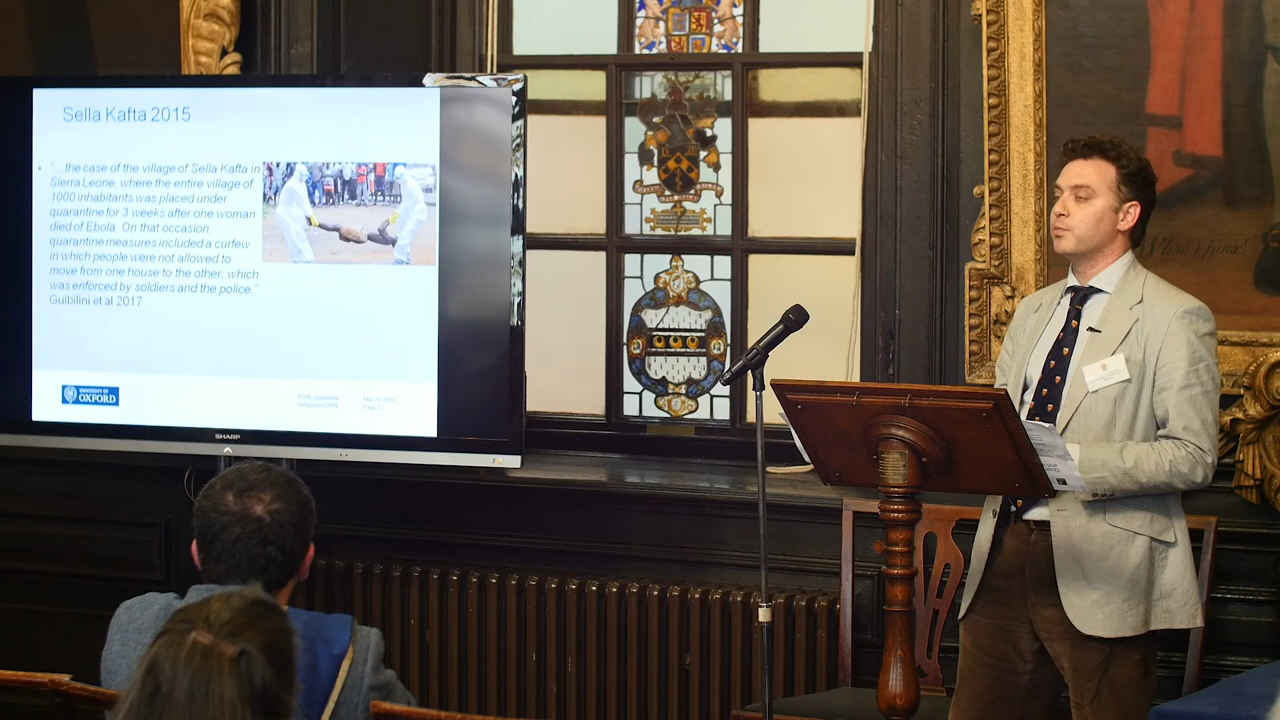 Sella Kafta 2015
• "...the case of the village of Sella Kafta in
Sierra Leone, where the entire village of
1000 inhabitants was placed under
quarantine for 3 weeks after one woman
died of Ebola. On that occasion,
quarantine measures included a curfew
in which people were not allowed to
move from one house to the other, which
was enforced by soldiers and the police."
Guibilini et al 2017
UNIVERSITY OF
OXFORD
SHARP